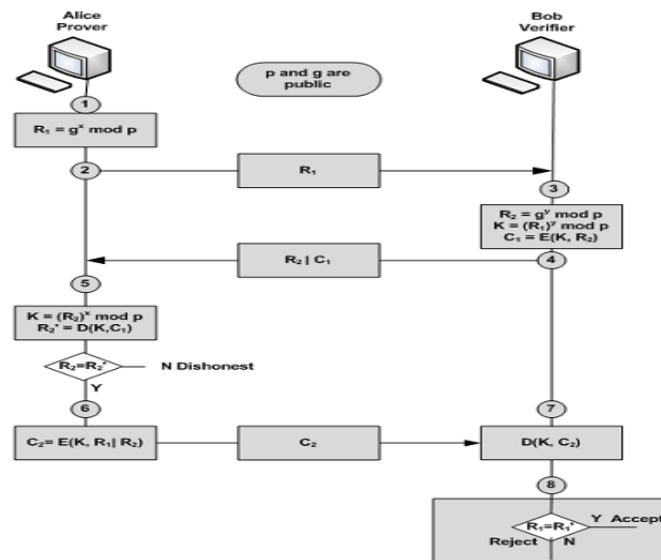 Alice
Prover
Bob
Verifier
p and g are
public
1
R₁ = gˣ mod p
2
R₁
3
R₂ = gʸ mod p
K = (R₁)ʸ mod p
C₁ = E(K, R₂)
R₂ | C₁
4
5
K = (R₂)ˣ mod p
R₂' = D(K,C₁)
R₂=R₂'
N Dishonest
Y
6
7
C₂= E(K, R₁| R₂)
C₂
D(K, C₂)
8
R₁=R₁'
Y Accept
Reject
N